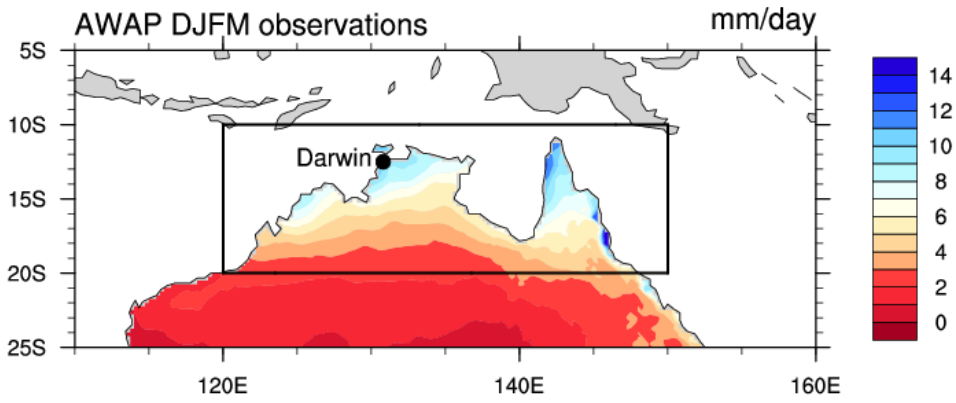 AWAP DJFM observations
mm/day
5S
10S
15S
20S
25S
Darwin
120E
140E
160E
14
12
10
8
6
4
2
0